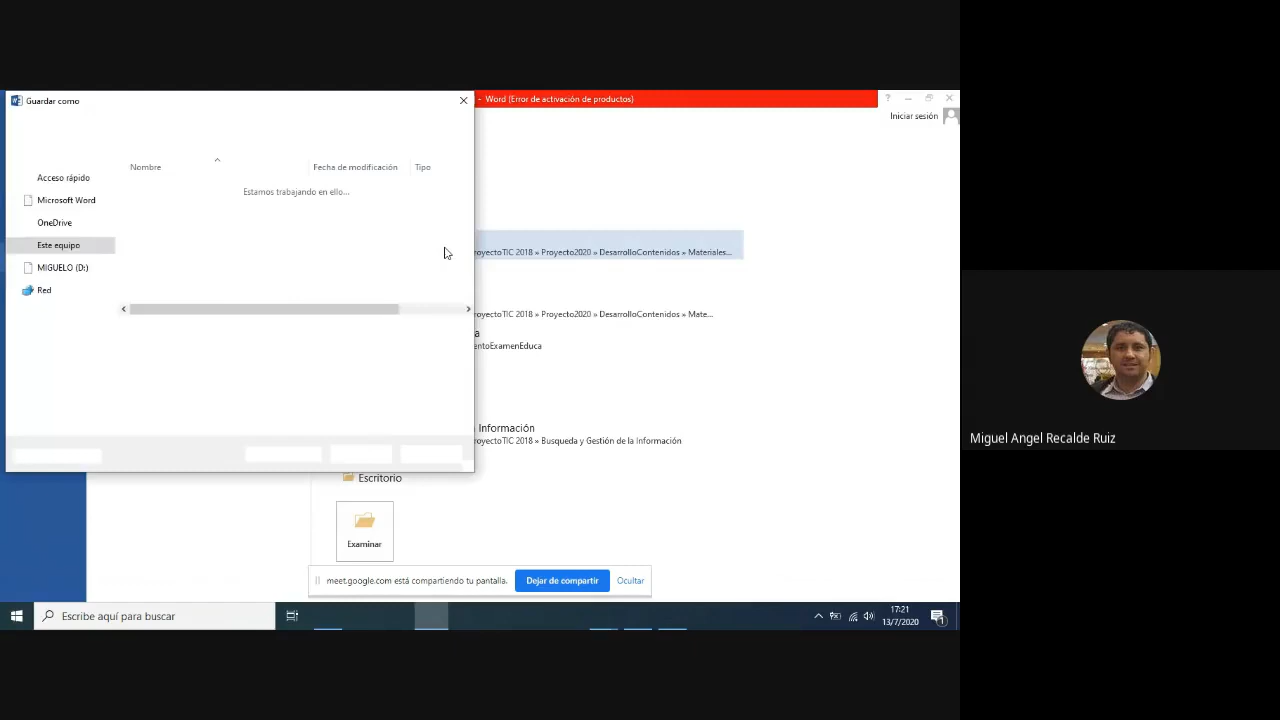 Guardar como
- Word (Error de activación de productos)
Iniciar sesión
Nombre
Fecha de modificación
Tipo
Estamos trabajando en ello...
Acceso rápido
Microsoft Word
OneDrive
Este equipo
MIGUELO (D:)
Red
royectoTIC 2018 » Proyecto2020 » DesarrolloContenidos » Materiales...
royectoTIC 2018 » Proyecto2020 » DesarrolloContenidos » Mate...
a
entoExamenEduca
Información
royectoTIC 2018 » Busqueda y Gestión de la Información
Escritorio
Examinar
meet.google.com está compartiendo tu pantalla.
Dejar de compartir
Ocultar
Escribe aquí para buscar
17:21
13/7/2020
1
Miguel Angel Recalde Ruiz